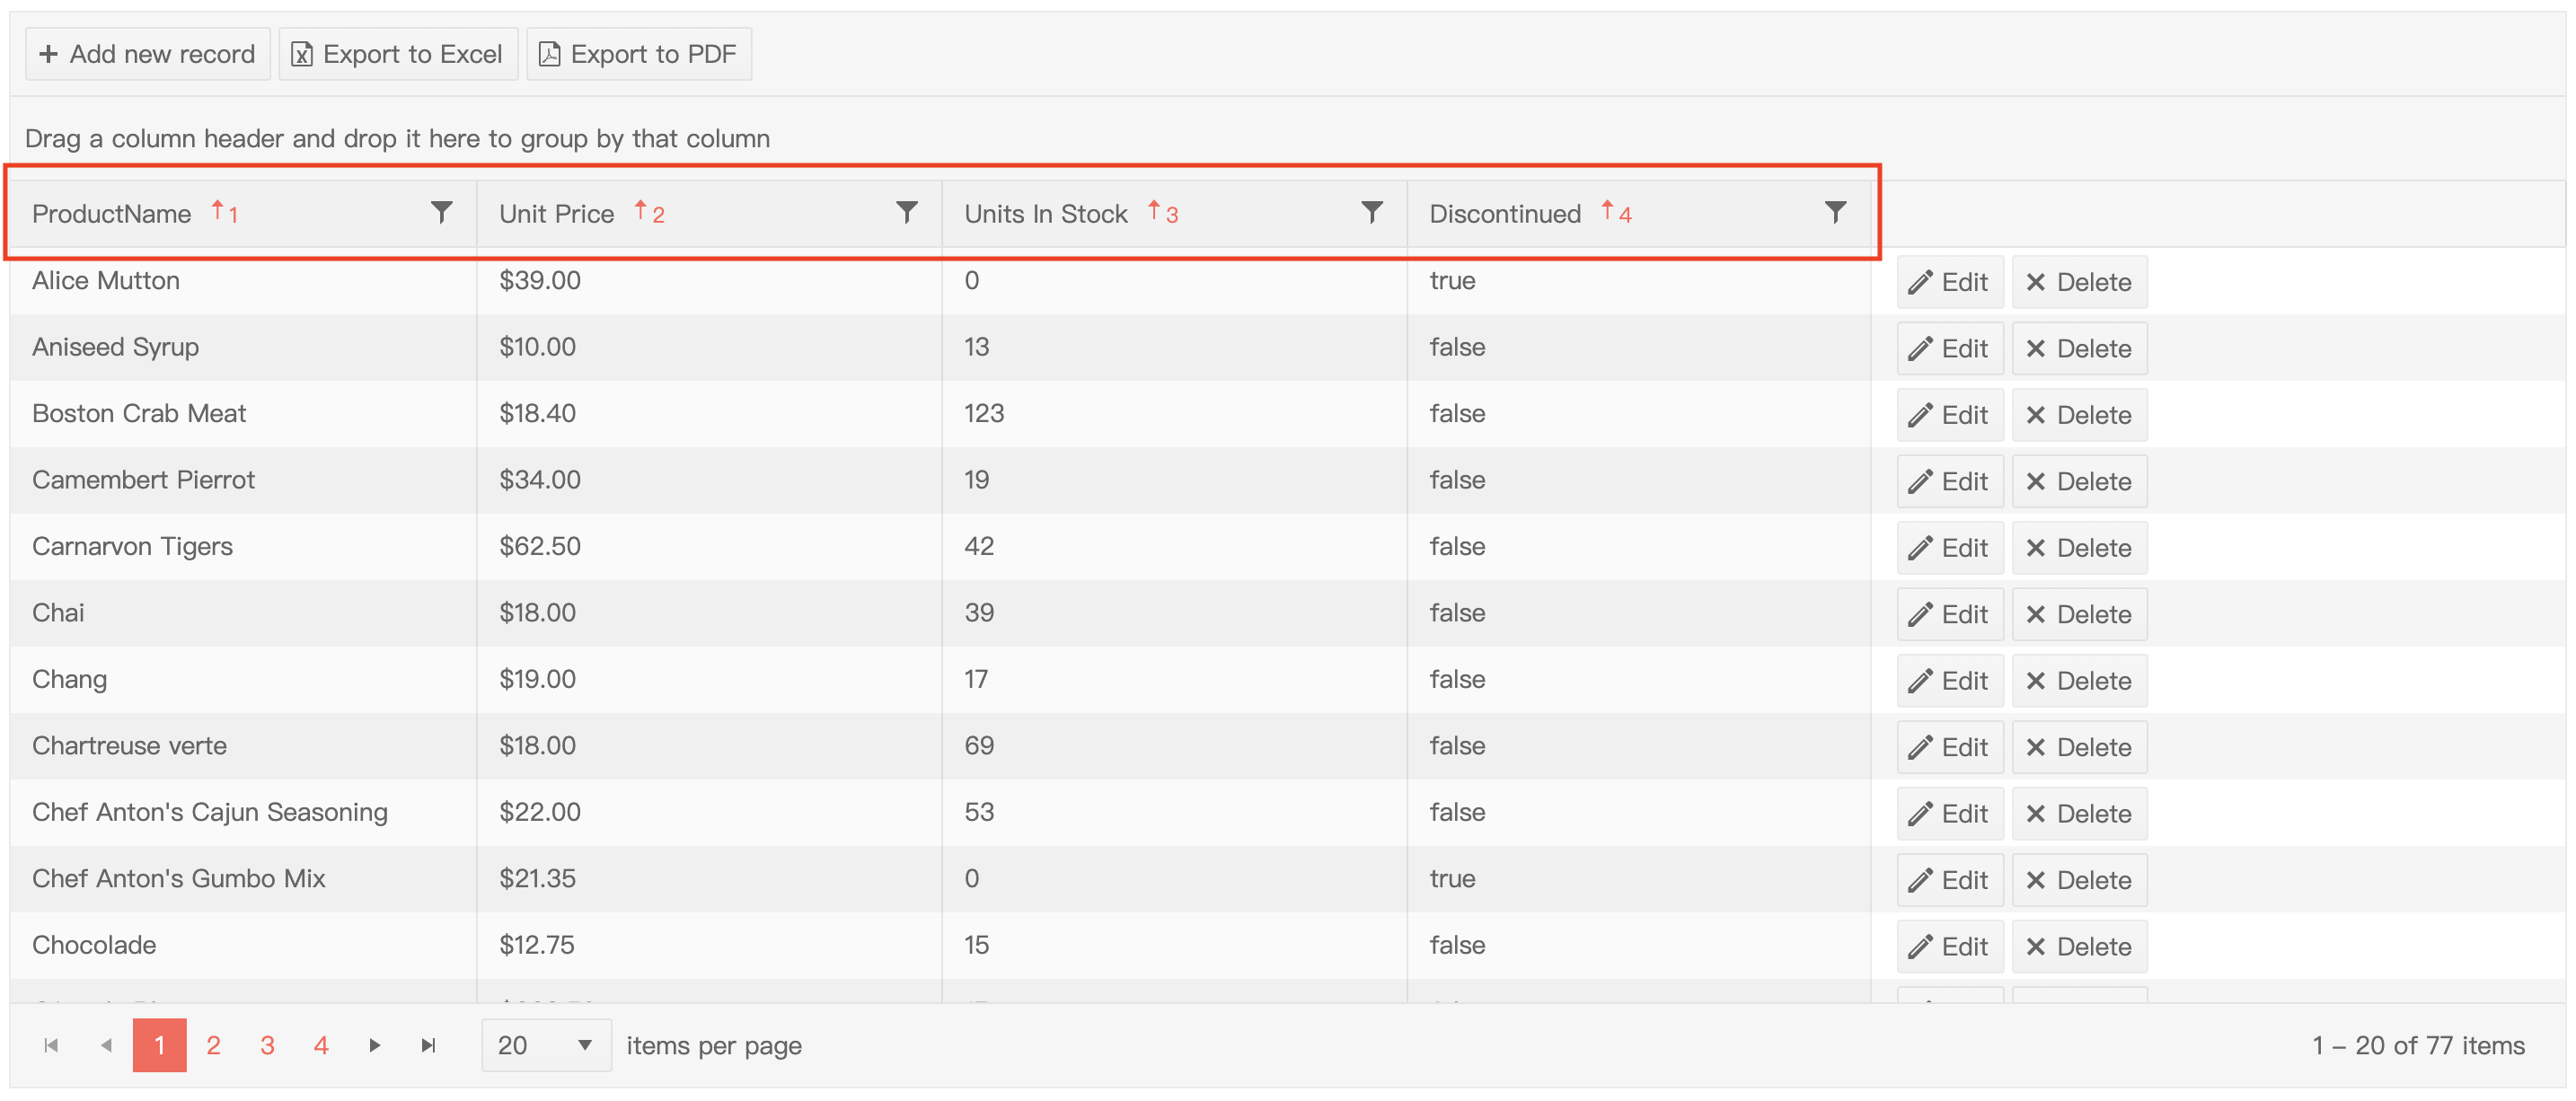 Add new record Export to Excel Export to PDF
Drag a column header and drop it here to group by that column
ProductName 1 Unit Price 2 Units In Stock 3 Discontinued 4
Alice Mutton $39.00 0 true Edit Delete
Aniseed Syrup $10.00 13 false Edit Delete
Boston Crab Meat $18.40 123 false Edit Delete
Camembert Pierrot $34.00 19 false Edit Delete
Carnarvon Tigers $62.50 42 false Edit Delete
Chai $18.00 39 false Edit Delete
Chang $19.00 17 false Edit Delete
Chartreuse verte $18.00 69 false Edit Delete
Chef Anton's Cajun Seasoning $22.00 53 false Edit Delete
Chef Anton's Gumbo Mix $21.35 0 true Edit Delete
Chocolade $12.75 15 false Edit Delete
1 2 3 4 20 items per page 1 – 20 of 77 items